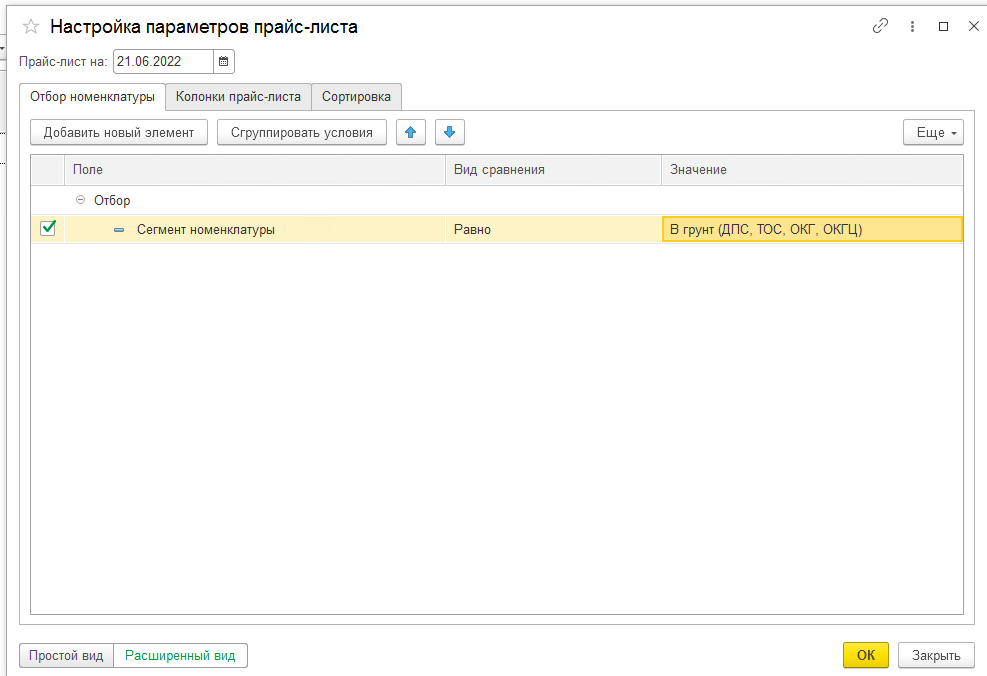 Настройка параметров прайс-листа
Прайс-лист на: 21.06.2022
Отбор номенклатуры Колонки прайс-листа Сортировка
Добавить новый элемент Сгруппировать условия Еще
Поле Вид сравнения Значение
Отбор
Сегмент номенклатуры Равно В грунт (ДПС, ТОС, ОКГ, ОКГЦ)
Простой вид Расширенный вид ОК Закрыть